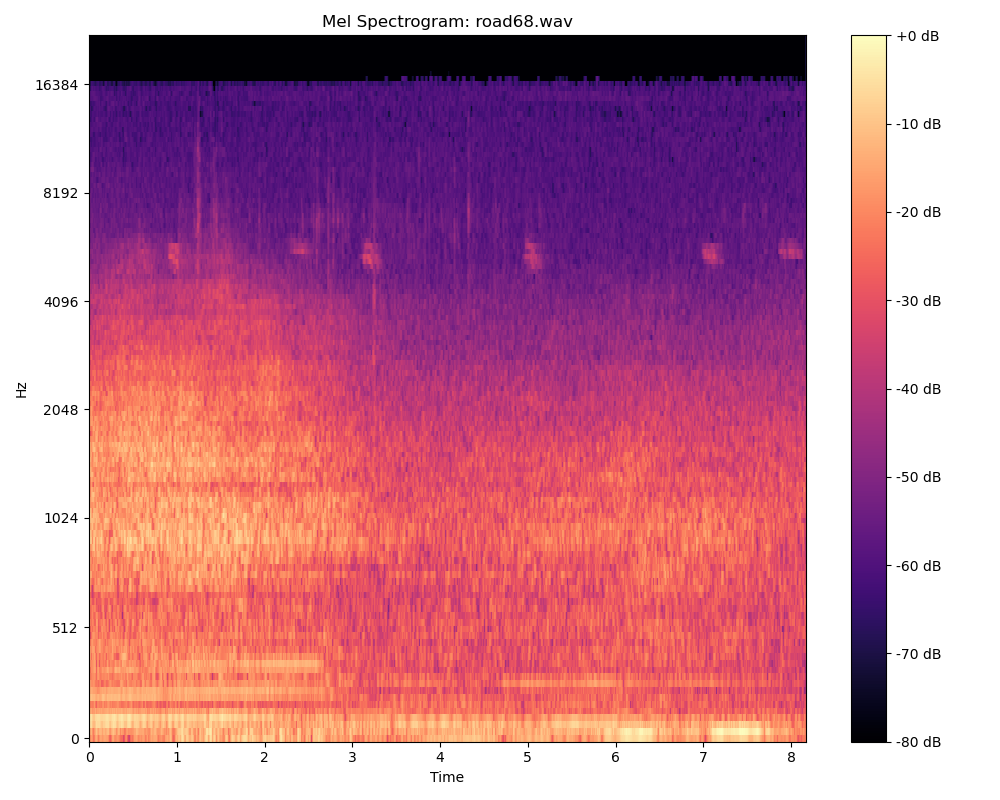 Mel Spectrogram: road68.wav
+0 dB
16384
-10 dB
8192
-20 dB
4096
-30 dB
Hz
2048
-40 dB
-50 dB
1024
-60 dB
512
-70 dB
0
-80 dB
0 1 2 3 4 5 6 7 8
Time